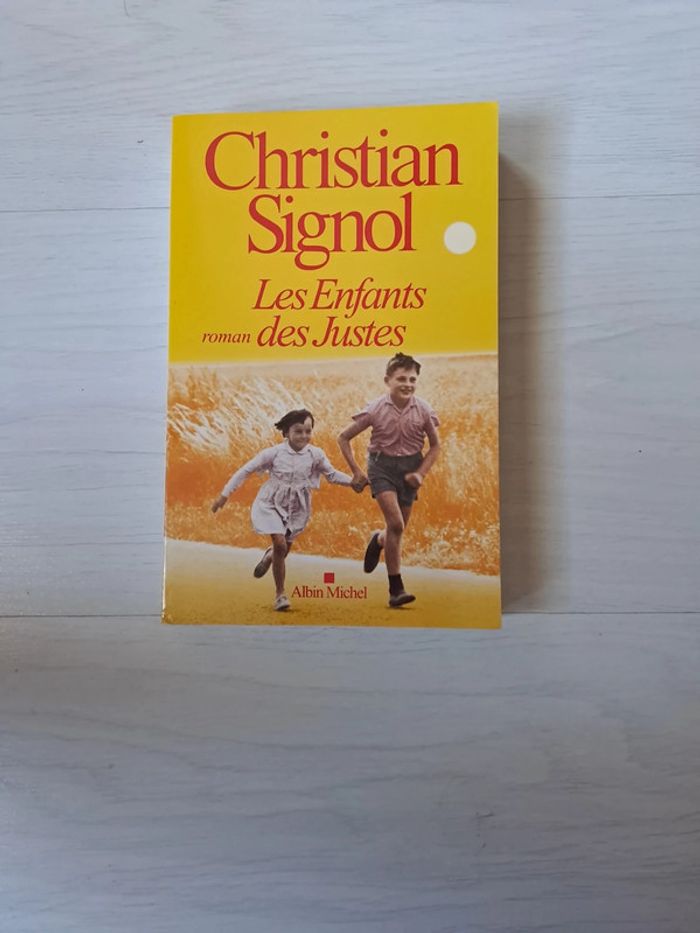 Christian
Signol
Les Enfants
roman des Justes
Albin Michel